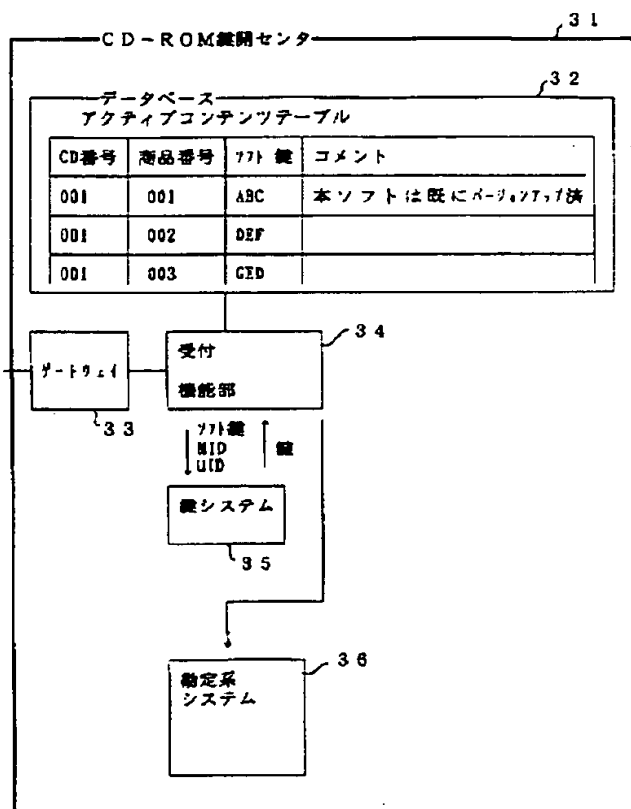 31
CD-ROM鍵開センタ
32
データベース
アクティブコンテンツテーブル
CD番号 商品番号 ソフト鍵 コメント
001 001 ABC 本ソフトは既にバージョンアップ済
001 002 DEF
001 003 GED
34
受付
機能部
ゲートウェイ
33
ソフト鍵
MID
UID
鍵
鍵システム
35
36
勘定系
システム